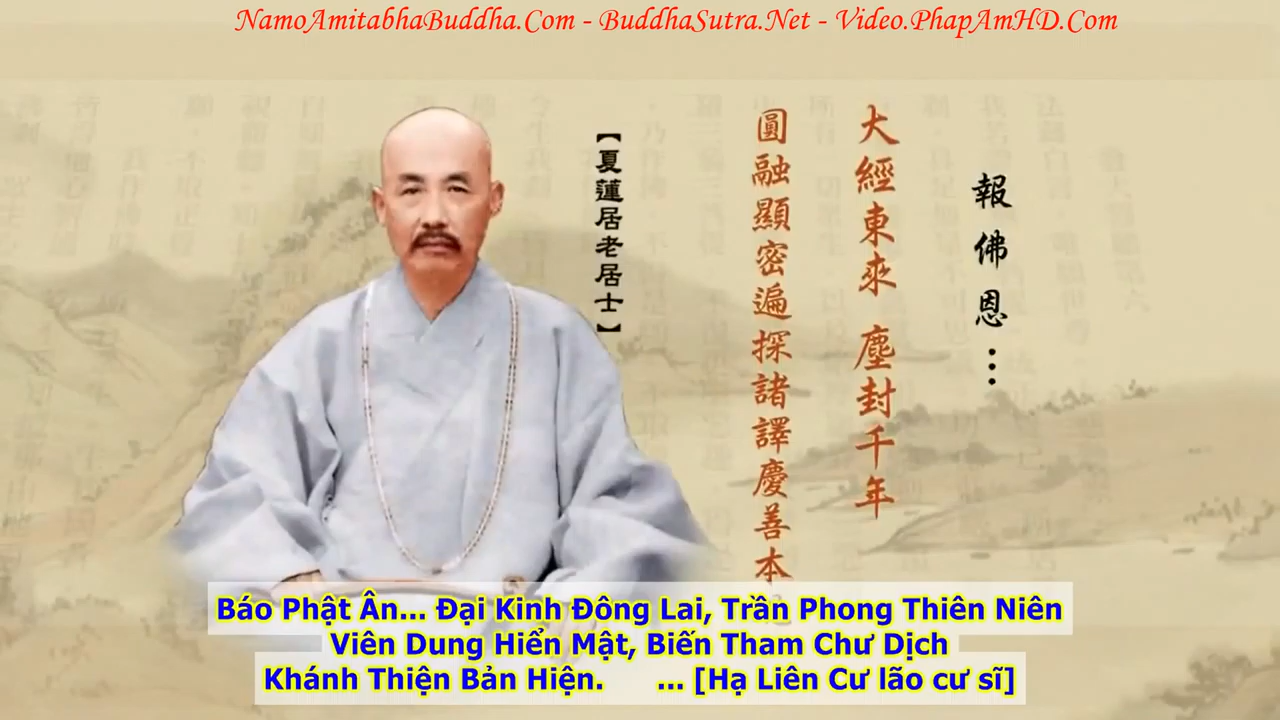 NamoAmitabhaBuddha.Com - BuddhaSutra.Net - Video.PhapAmHD.Com
報佛恩…
大經東來 塵封千年
圓融顯密遍探諸譯慶善本
【夏蓮居老居士】
Báo Phật Ân... Đại Kinh Đông Lai, Trần Phong Thiên Niên
Viên Dung Hiển Mật, Biến Tham Chư Dịch
Khánh Thiện Bản Hiện. ... [Hạ Liên Cư lão cư sĩ]